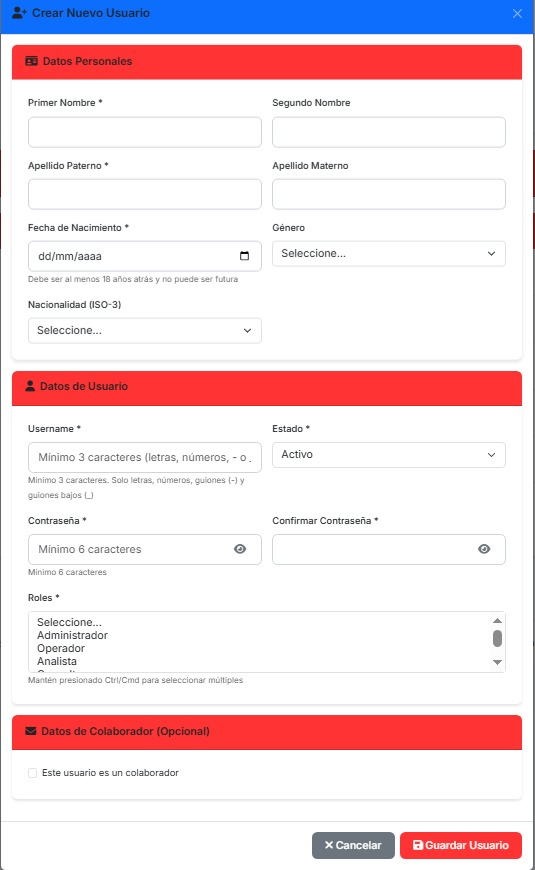 Crear Nuevo Usuario
Datos Personales
Primer Nombre * Segundo Nombre
Apellido Paterno * Apellido Materno
Fecha de Nacimiento * Género
dd/mm/aaaa Seleccione...
Debe ser al menos 18 años atrás y no puede ser futura
Nacionalidad (ISO-3)
Seleccione...
Datos de Usuario
Username * Estado *
Mínimo 3 caracteres (letras, números, - o _ Activo
Mínimo 3 caracteres. Solo letras, números, guiones (-) y
guiones bajos (_)
Contraseña * Confirmar Contraseña *
Mínimo 6 caracteres
Mínimo 6 caracteres
Roles *
Seleccione...
Administrador
Operador
Analista
Mantén presionado Ctrl/Cmd para seleccionar múltiples
Datos de Colaborador (Opcional)
Este usuario es un colaborador
Cancelar Guardar Usuario